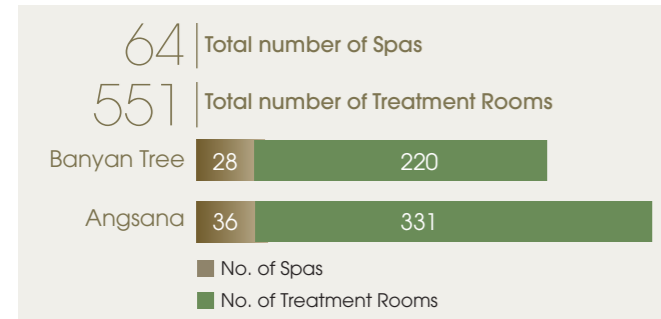 64 Total number of Spas
551 Total number of Treatment Rooms
Banyan Tree 28 220
Angsana 36 331
No. of Spas
No. of Treatment Rooms